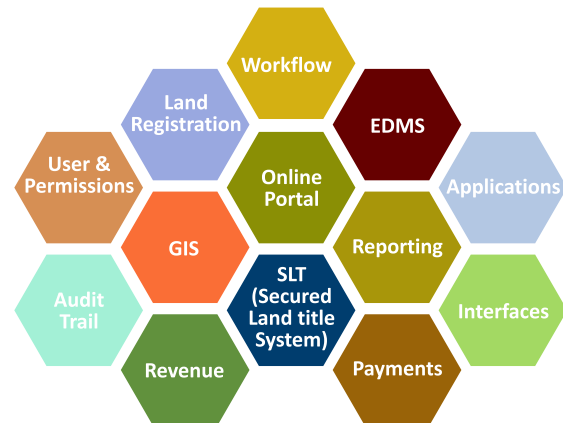 Workflow
Land
Registration
EDMS
User &
Permissions
Online
Portal
Applications
GIS
Reporting
Audit
Trail
SLT
(Secured
Land title
System)
Interfaces
Revenue
Payments